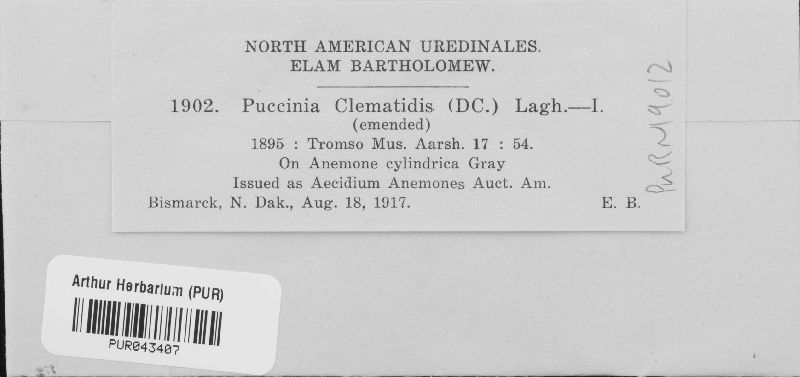 NORTH AMERICAN UREDINALES.
ELAM BARTHOLOMEW.
1902. Puccinia Clematidis (DC.) Lagh.—I.
(emended)
1895 : Tromso Mus. Aarsh. 17 : 54.
On Anemone cylindrica Gray
Issued as Aecidium Anemones Auct. Am.
Bismarck, N. Dak., Aug. 18, 1917. E. B.
PURN19012
Arthur Herbarium (PUR)
PUR043407